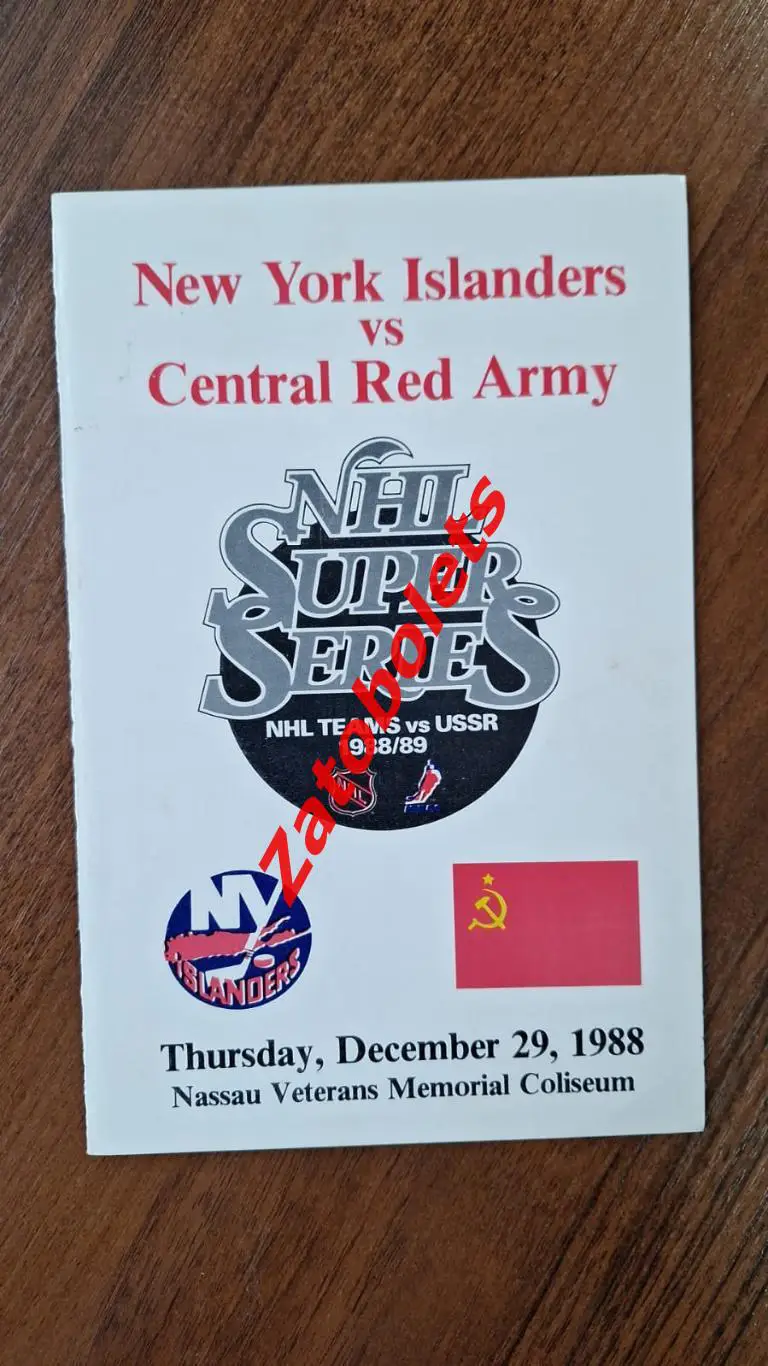 New York Islanders
vs
Central Red Army
NHL
SUPER
SERIES
NHL TEAMS vs USSR
1988/89
NHL
Zatobolets
NY
ISLANDERS
Thursday, December 29, 1988
Nassau Veterans Memorial Coliseum